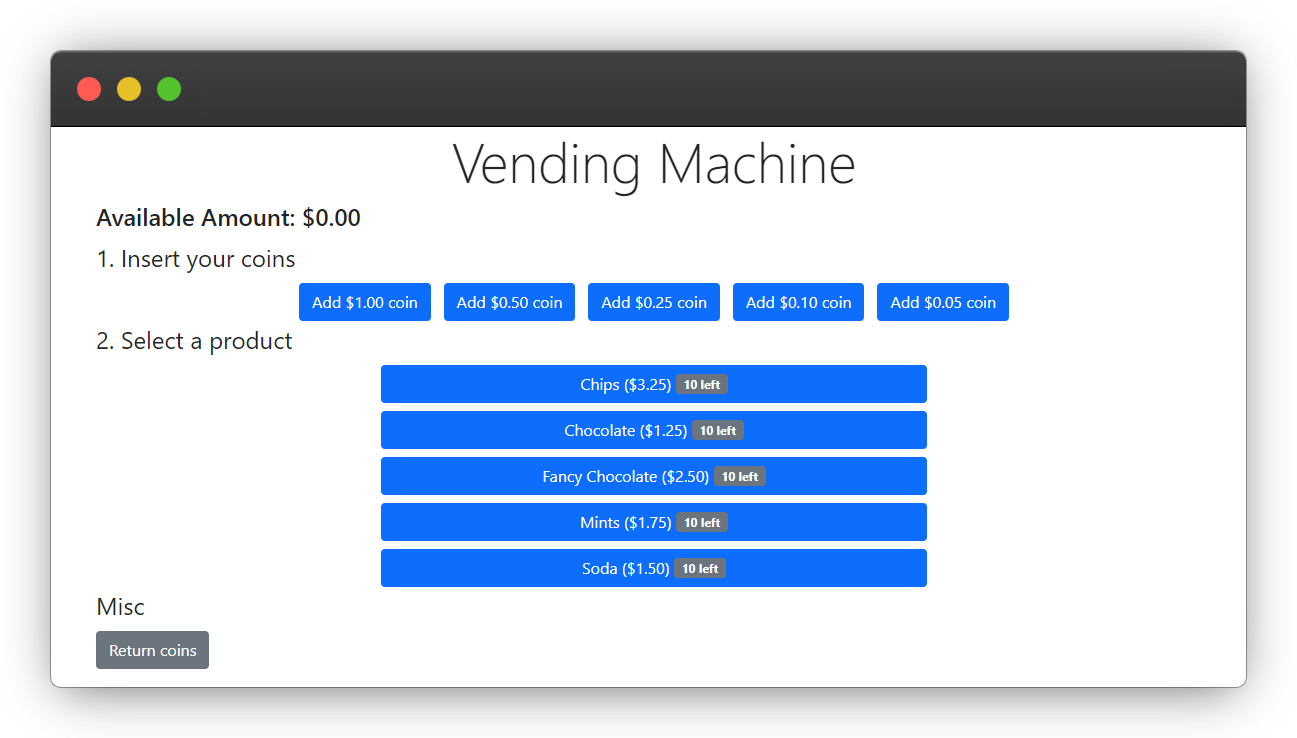 Vending Machine
Available Amount: $0.00
1. Insert your coins
Add $1.00 coin Add $0.50 coin Add $0.25 coin Add $0.10 coin Add $0.05 coin
2. Select a product
Chips ($3.25) 10 left
Chocolate ($1.25) 10 left
Fancy Chocolate ($2.50) 10 left
Mints ($1.75) 10 left
Soda ($1.50) 10 left
Misc
Return coins